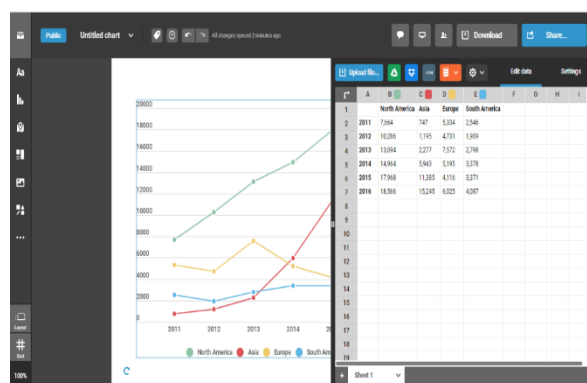 Public Untitled chart All changes synced 2 minutes ago Download Share...
Aa
Layout
Grid
100%
Upload file... Edit data Settings
A B C D E F G H I
1 North America Asia Europe South America
2 2011 7,664 747 5,334 2,546
3 2012 10,286 1,195 4,731 1,909
4 2013 13,094 2,277 7,572 2,798
5 2014 14,964 5,943 5,195 3,378
6 2015 17,968 11,385 4,116 3,371
7 2016 18,566 15,245 6,025 4,087
8
9
10
11
12
13
14
15
16
17
18
19
20000
18000
16000
14000
12000
10000
8000
6000
4000
2000
0
2011 2012 2013 2014
North America Asia Europe South Am
+ Sheet 1